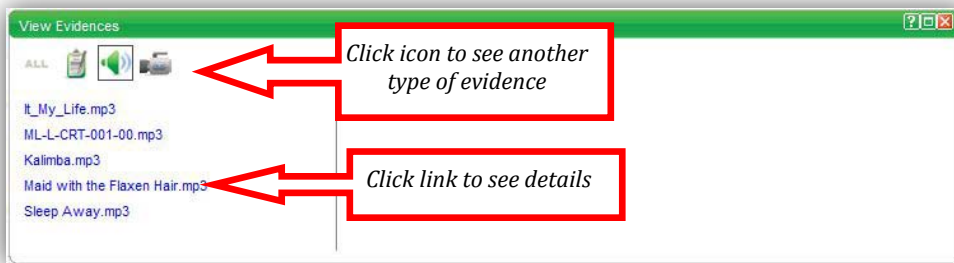 View Evidences
ALL
Click icon to see another
type of evidence
It_My_Life.mp3
ML-L-CRT-001-00.mp3
Kalimba.mp3
Maid with the Flaxen Hair.mp3
Click link to see details
Sleep Away.mp3